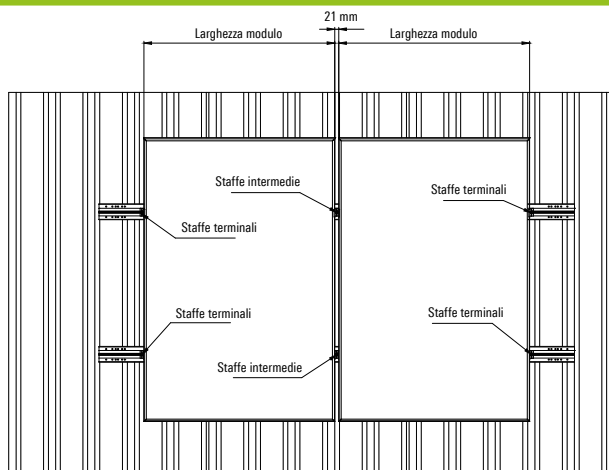 21 mm
Larghezza modulo
Larghezza modulo
Staffe intermedie
Staffe terminali
Staffe terminali
Staffe terminali
Staffe terminali
Staffe intermedie